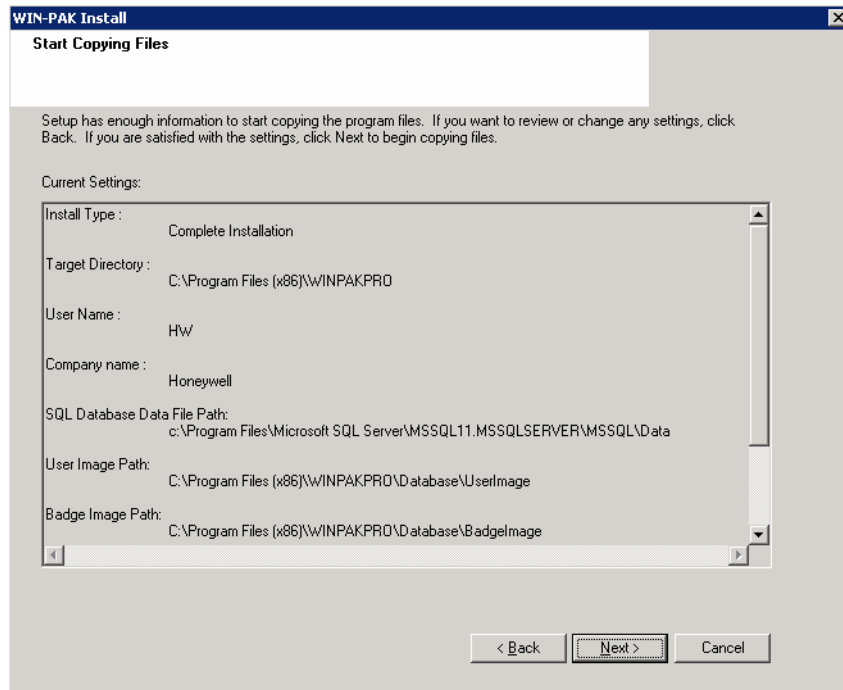 WIN-PAK Install
Start Copying Files
Setup has enough information to start copying the program files. If you want to review or change any settings, click
Back. If you are satisfied with the settings, click Next to begin copying files.
Current Settings:
Install Type :
Complete Installation
Target Directory :
C:\Program Files (x86)\WINPAKPRO
User Name :
HW
Company name :
Honeywell
SQL Database Data File Path:
c:\Program Files\Microsoft SQL Server\MSSQL11.MSSQLSERVER\MSSQL\Data
User Image Path:
C:\Program Files (x86)\WINPAKPRO\Database\UserImage
Badge Image Path:
C:\Program Files (x86)\WINPAKPRO\Database\BadgeImage
< Back Next > Cancel